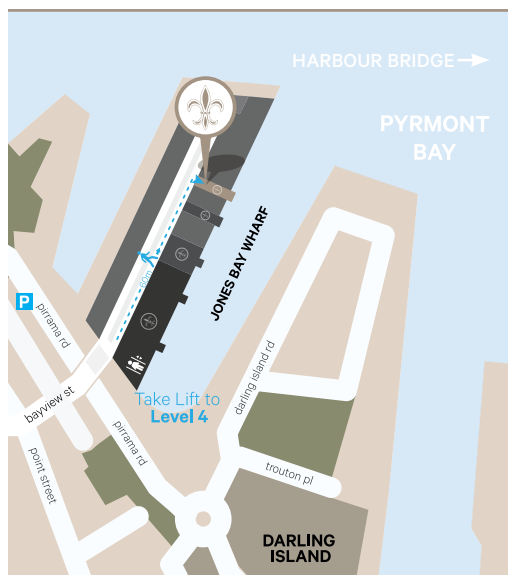 HARBOUR BRIDGE
PYRMONT
BAY
JONES BAY WHARF
60m
P
pirrama rd
bayview st
Take Lift to
Level 4
darling island rd
pirrama rd
point street
trouton pl
DARLING
ISLAND